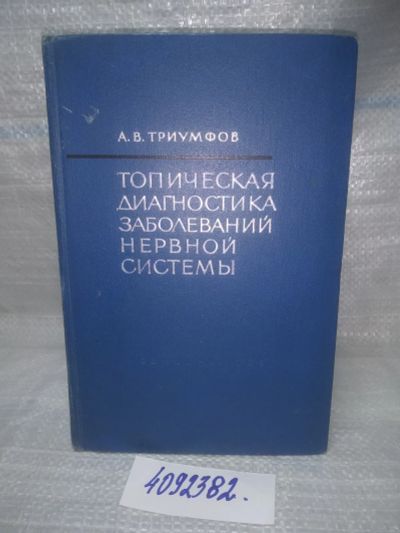 А.В.ТРИУМФОВ
ТОПИЧЕСКАЯ
ДИАГНОСТИКА
ЗАБОЛЕВАНИЙ
НЕРВНОЙ
СИСТЕМЫ
4092382.